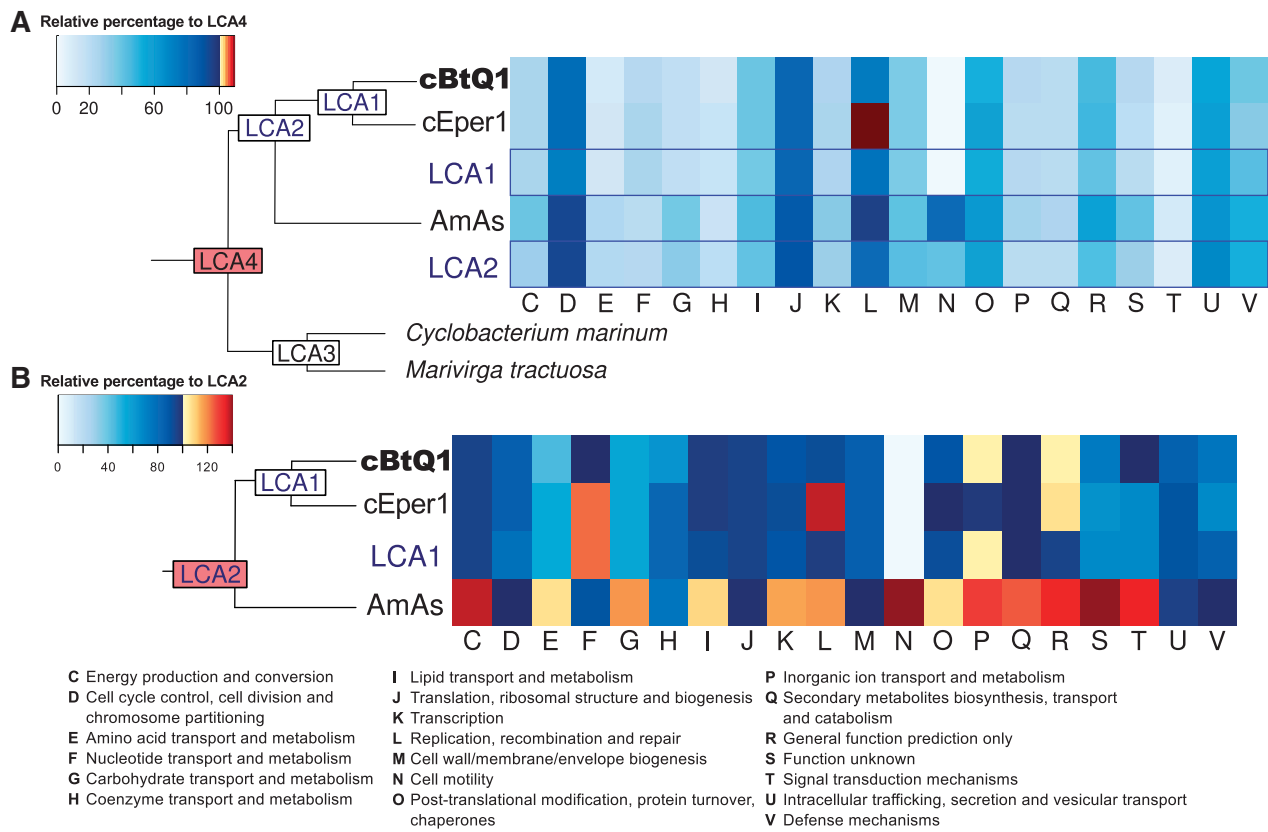 A Relative percentage to LCA4
0 20 60 100
cBtQ1
LCA1
cEper1
LCA2
LCA1
AmAs
LCA4
LCA2
C D E F G H I J K L M N O P Q R S T U V
Cyclobacterium marinum
LCA3
Marivirga tractuosa
B Relative percentage to LCA2
0 40 80 120
cBtQ1
LCA1
cEper1
LCA1
LCA2
AmAs
C D E F G H I J K L M N O P Q R S T U V
C Energy production and conversion
D Cell cycle control, cell division and
chromosome partitioning
E Amino acid transport and metabolism
F Nucleotide transport and metabolism
G Carbohydrate transport and metabolism
H Coenzyme transport and metabolism
I Lipid transport and metabolism
J Translation, ribosomal structure and biogenesis
K Transcription
L Replication, recombination and repair
M Cell wall/membrane/envelope biogenesis
N Cell motility
O Post-translational modification, protein turnover,
chaperones
P Inorganic ion transport and metabolism
Q Secondary metabolites biosynthesis, transport
and catabolism
R General function prediction only
S Function unknown
T Signal transduction mechanisms
U Intracellular trafficking, secretion and vesicular transport
V Defense mechanisms